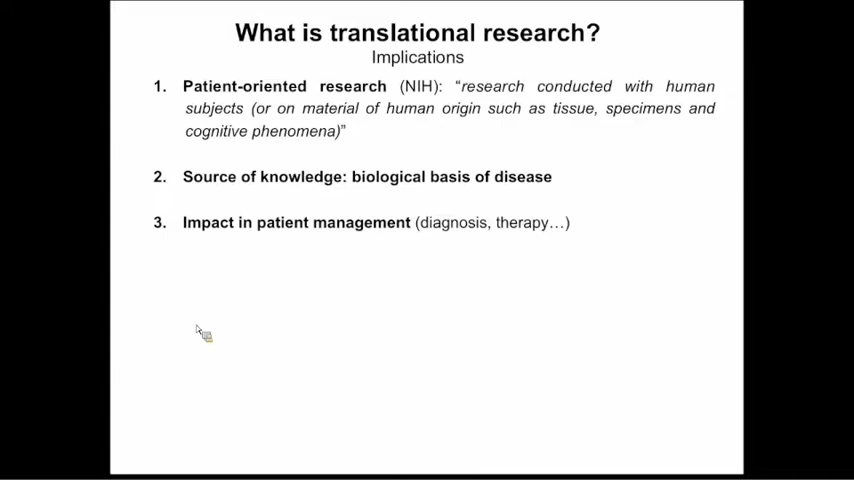 What is translational research?
Implications
1. Patient-oriented research (NIH): “research conducted with human
subjects (or on material of human origin such as tissue, specimens and
cognitive phenomena)”
2. Source of knowledge: biological basis of disease
3. Impact in patient management (diagnosis, therapy…)